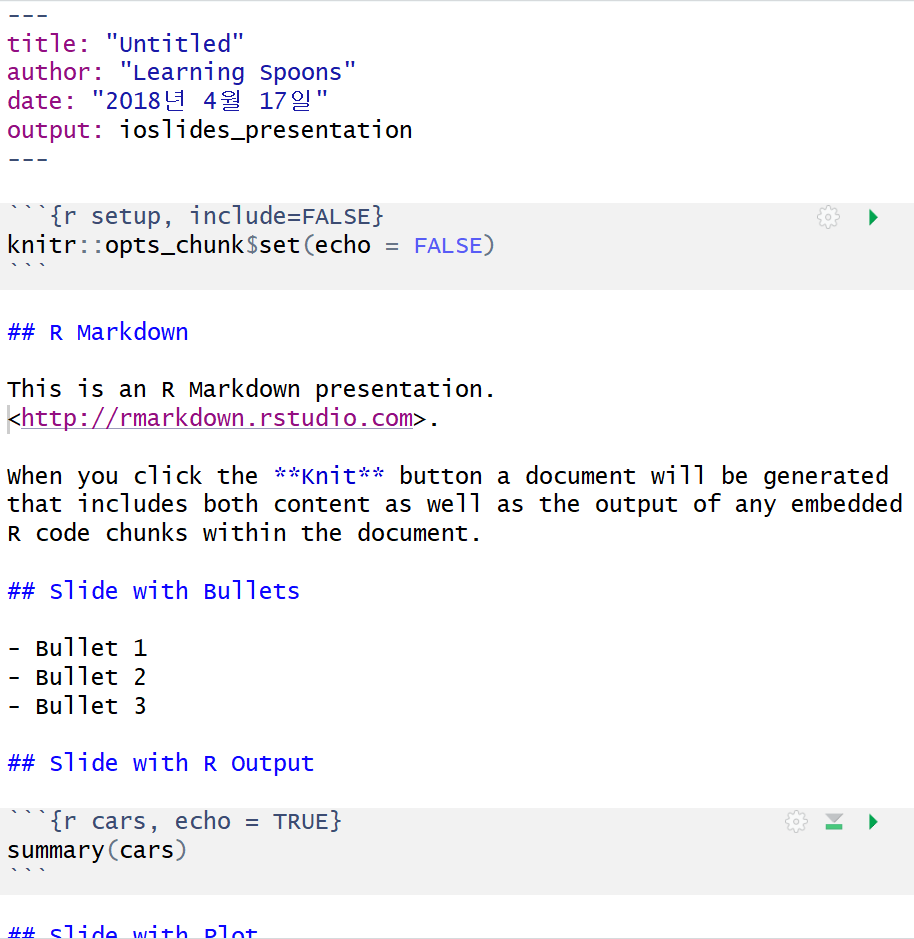 ---
title: "Untitled"
author: "Learning Spoons"
date: "2018년 4월 17일"
output: ioslides_presentation
---
```{r setup, include=FALSE}
knitr::opts_chunk$set(echo = FALSE)
```
## R Markdown
This is an R Markdown presentation.
<http://rmarkdown.rstudio.com>.
When you click the **Knit** button a document will be generated
that includes both content as well as the output of any embedded
R code chunks within the document.
## Slide with Bullets
- Bullet 1
- Bullet 2
- Bullet 3
## Slide with R Output
```{r cars, echo = TRUE}
summary(cars)
```
## Slide with Plot